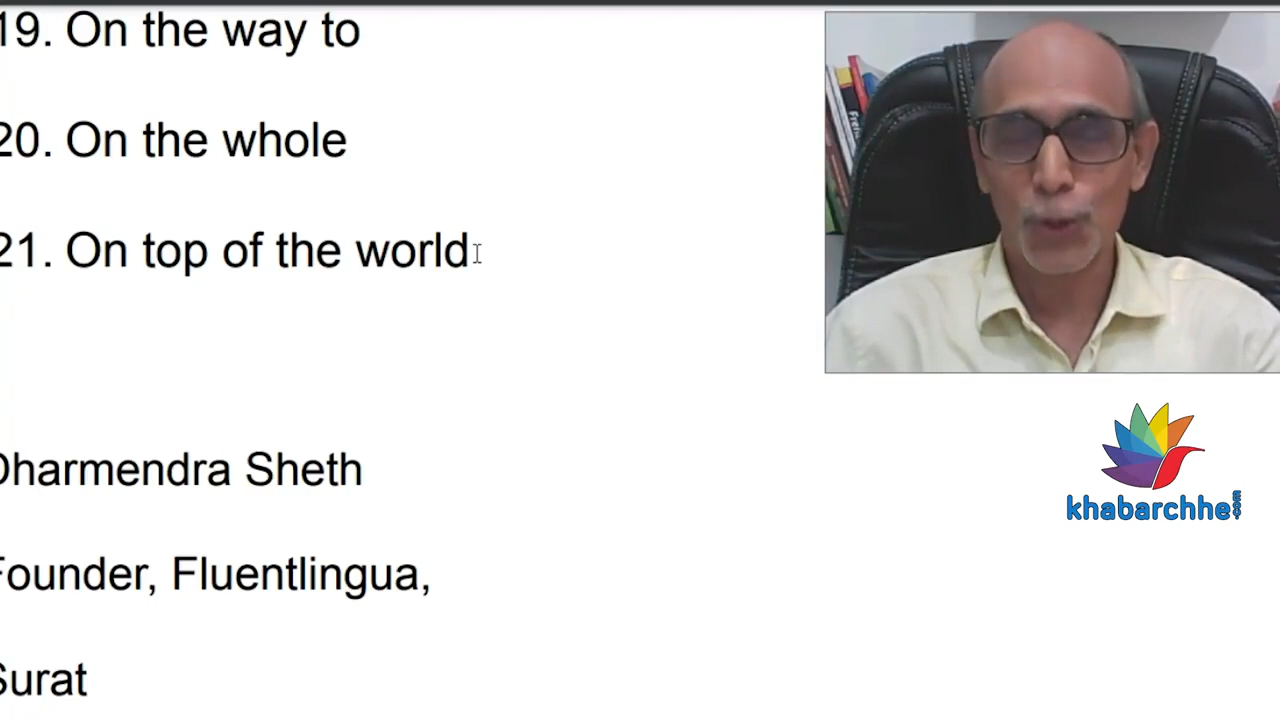 19. On the way to
20. On the whole
21. On top of the world
Dharmendra Sheth
Founder, Fluentlingua,
Surat
khabarchhe.com